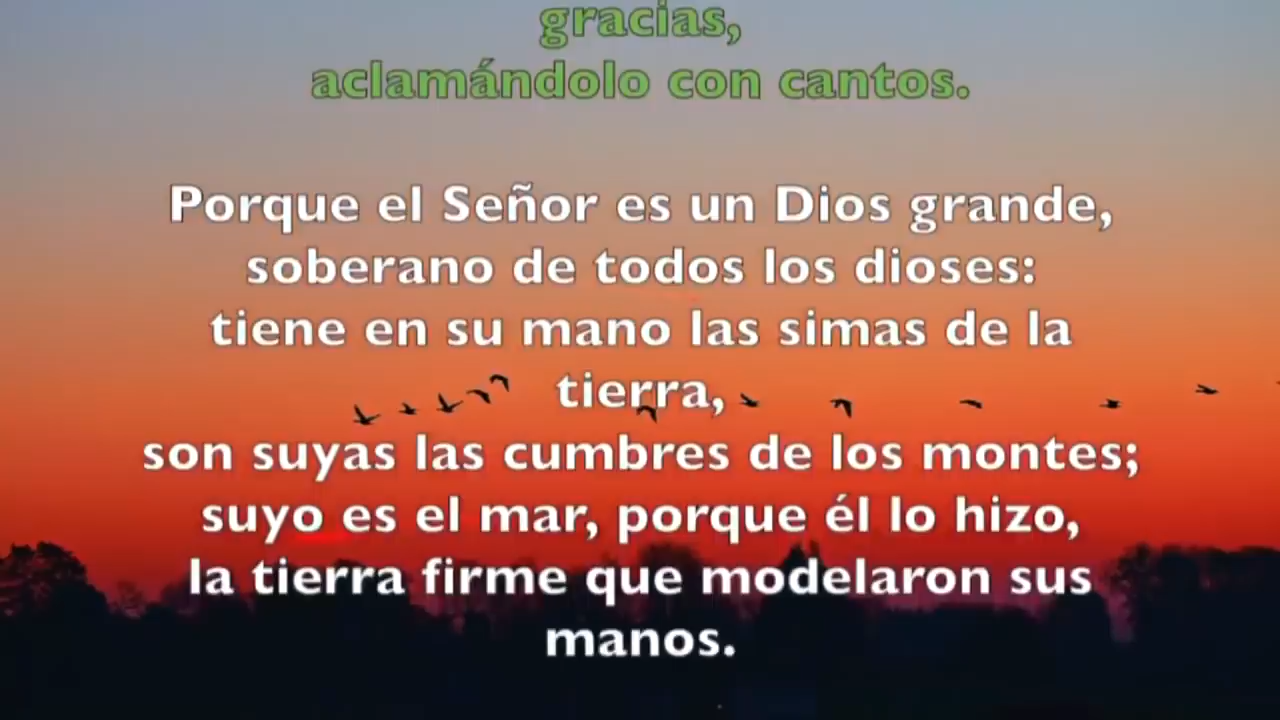 gracias,
aclamándolo con cantos.
Porque el Señor es un Dios grande,
soberano de todos los dioses:
tiene en su mano las simas de la
tierra,
son suyas las cumbres de los montes;
suyo es el mar, porque él lo hizo,
la tierra firme que modelaron sus
manos.